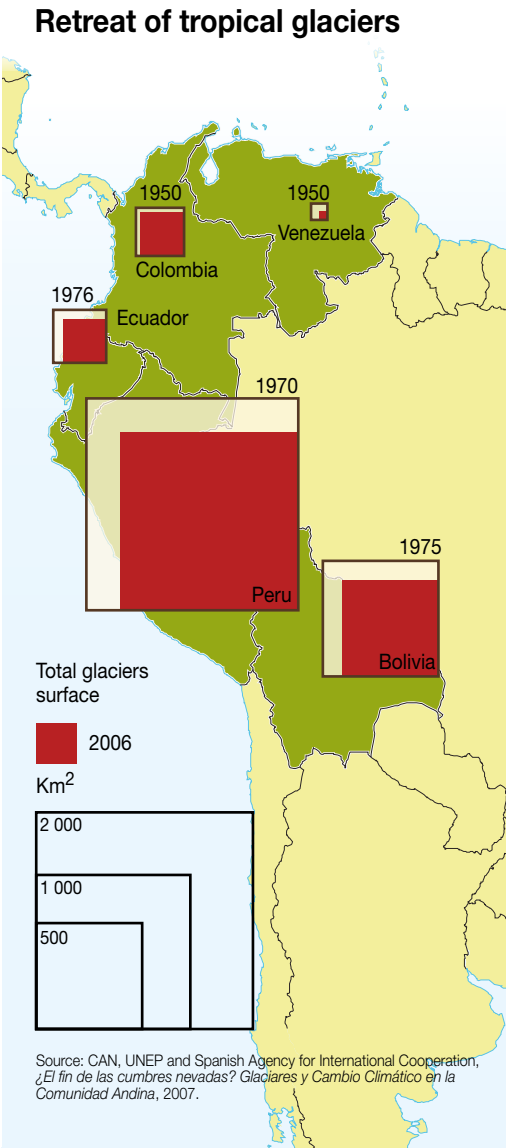 Retreat of tropical glaciers
1950
1950
Venezuela
Colombia
1976
Ecuador
1970
1975
Peru
Bolivia
Total glaciers
surface
2006
Km²
2 000
1 000
500
Source: CAN, UNEP and Spanish Agency for International Cooperation,
¿El fin de las cumbres nevadas? Glaciares y Cambio Climático en la
Comunidad Andina, 2007.